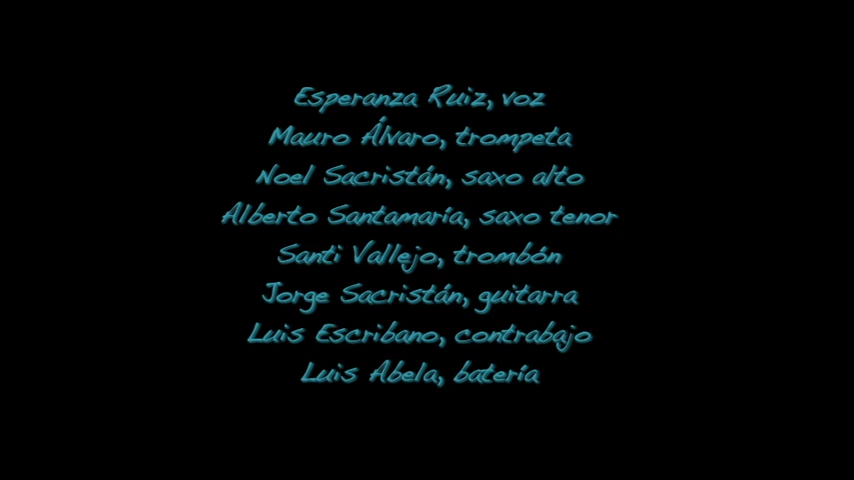 Esperanza Ruiz, voz
Mauro Álvaro, trompeta
Noel Sacristán, saxo alto
Alberto Santamaría, saxo tenor
Santi Vallejo, trombón
Jorge Sacristán, guitarra
Luis Escribano, contrabajo
Luis Abela, batería